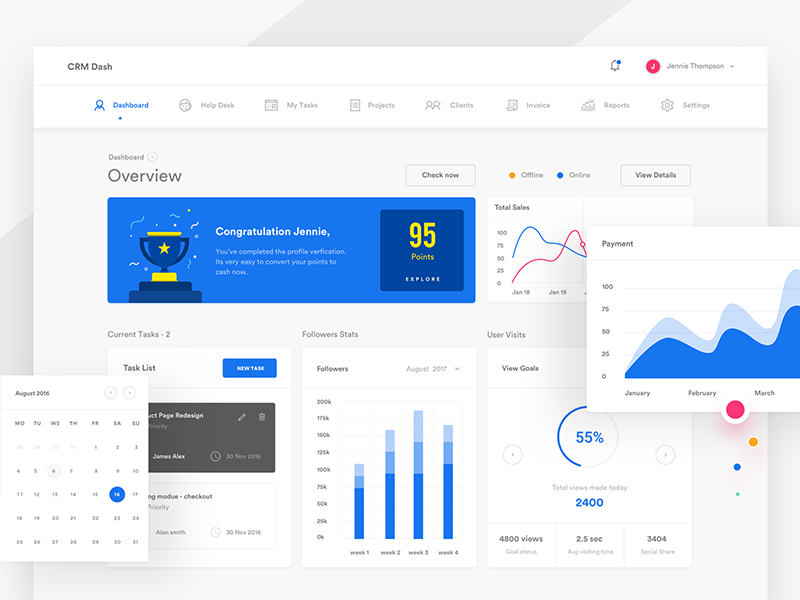 CRM Dash
J
Jennie Thompson
Dashboard
Help Desk
My Tasks
Projects
Clients
Invoice
Reports
Settings
Dashboard
Overview
Check now
Offline
Online
View Details
Congratulation Jennie,
You've completed the profile verfication.
Its very easy to convert your points to
cash now.
95
Points
EXPLORE
Total Sales
100
75
50
25
0
Jan 18
Jan 19
Payment
100
75
50
25
0
January
February
March
Current Tasks - 2
Task List
NEW TASK
uct Page Redesign
Priority
James Alex
30 Nov 2016
ng modue - checkout
Priority
Alan smith
30 Nov 2016
August 2016
MO TU WE TH FR SA SU
28 29 30 31 1 2 3
4 5 6 7 8 9 10
11 12 13 14 15 16 17
18 19 20 21 22 23 24
25 26 27 28 29 30 31
Followers Stats
Followers
August 2017
200k
175k
150k
125k
100k
75k
50k
25k
0k
week 1
week 2
week 3
week 4
User Visits
View Goals
55%
Total views made today
2400
4800 views
Goal status
2.5 sec
Avg visiting time
3404
Social Share